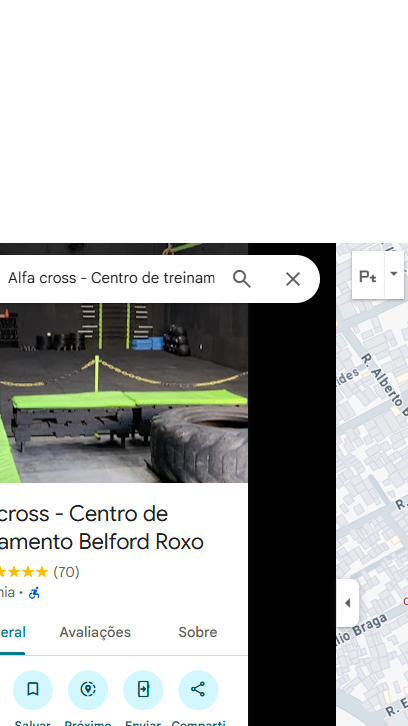 Alfa cross - Centro de treinam
Pt
cross - Centro de
amento Belford Roxo
(70)
nia ·
eral
Avaliações
Sobre
Salvar
Próximo
Enviar
Comparti
R. Alberto B
ides
R.
lio Braga
R. E